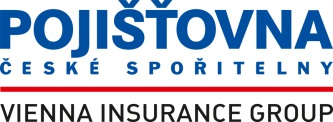 POJIŠŤOVNA
ČESKÉ SPOŘITELNY
VIENNA INSURANCE GROUP